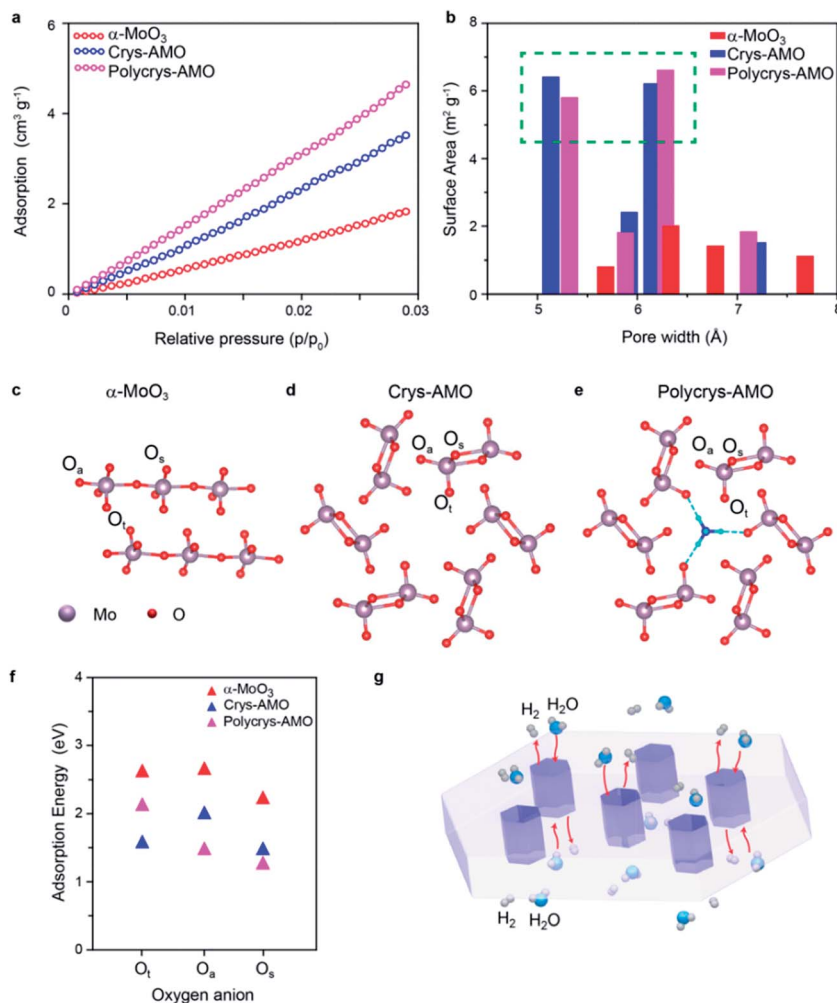 a
6
4
2
0
Adsorption (cm³ g⁻¹)
α-MoO₃
Crys-AMO
Polycrys-AMO
0 0.01 0.02 0.03
Relative pressure (p/p₀)
b
8
6
4
2
0
Surface Area (m² g⁻¹)
α-MoO₃
Crys-AMO
Polycrys-AMO
5 6 7 8
Pore width (Å)
c
α-MoO₃
Oₐ Oₛ
Oₜ
Mo O
d
Crys-AMO
Oₐ Oₛ
Oₜ
e
Polycrys-AMO
Oₐ Oₛ
Oₜ
f
4
3
2
1
0
Adsorption Energy (eV)
α-MoO₃
Crys-AMO
Polycrys-AMO
Oₜ Oₐ Oₛ
Oxygen anion
g
H₂ H₂O
H₂ H₂O